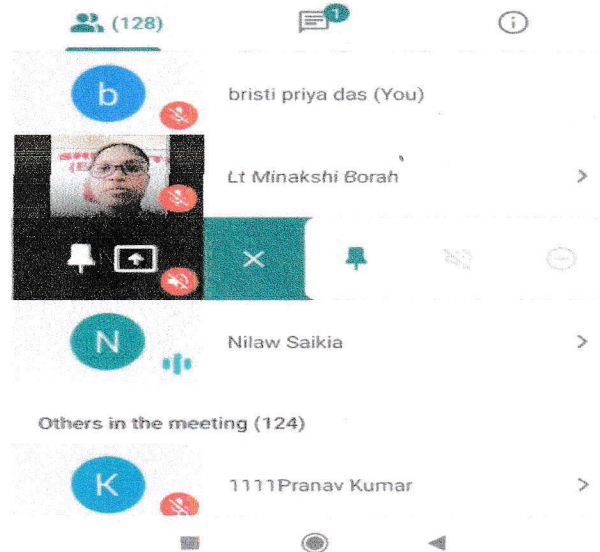 (128)
1
b
bristi priya das (You)
Lt Minakshi Borah
N
Nilaw Saikia
Others in the meeting (124)
K
1111Pranav Kumar